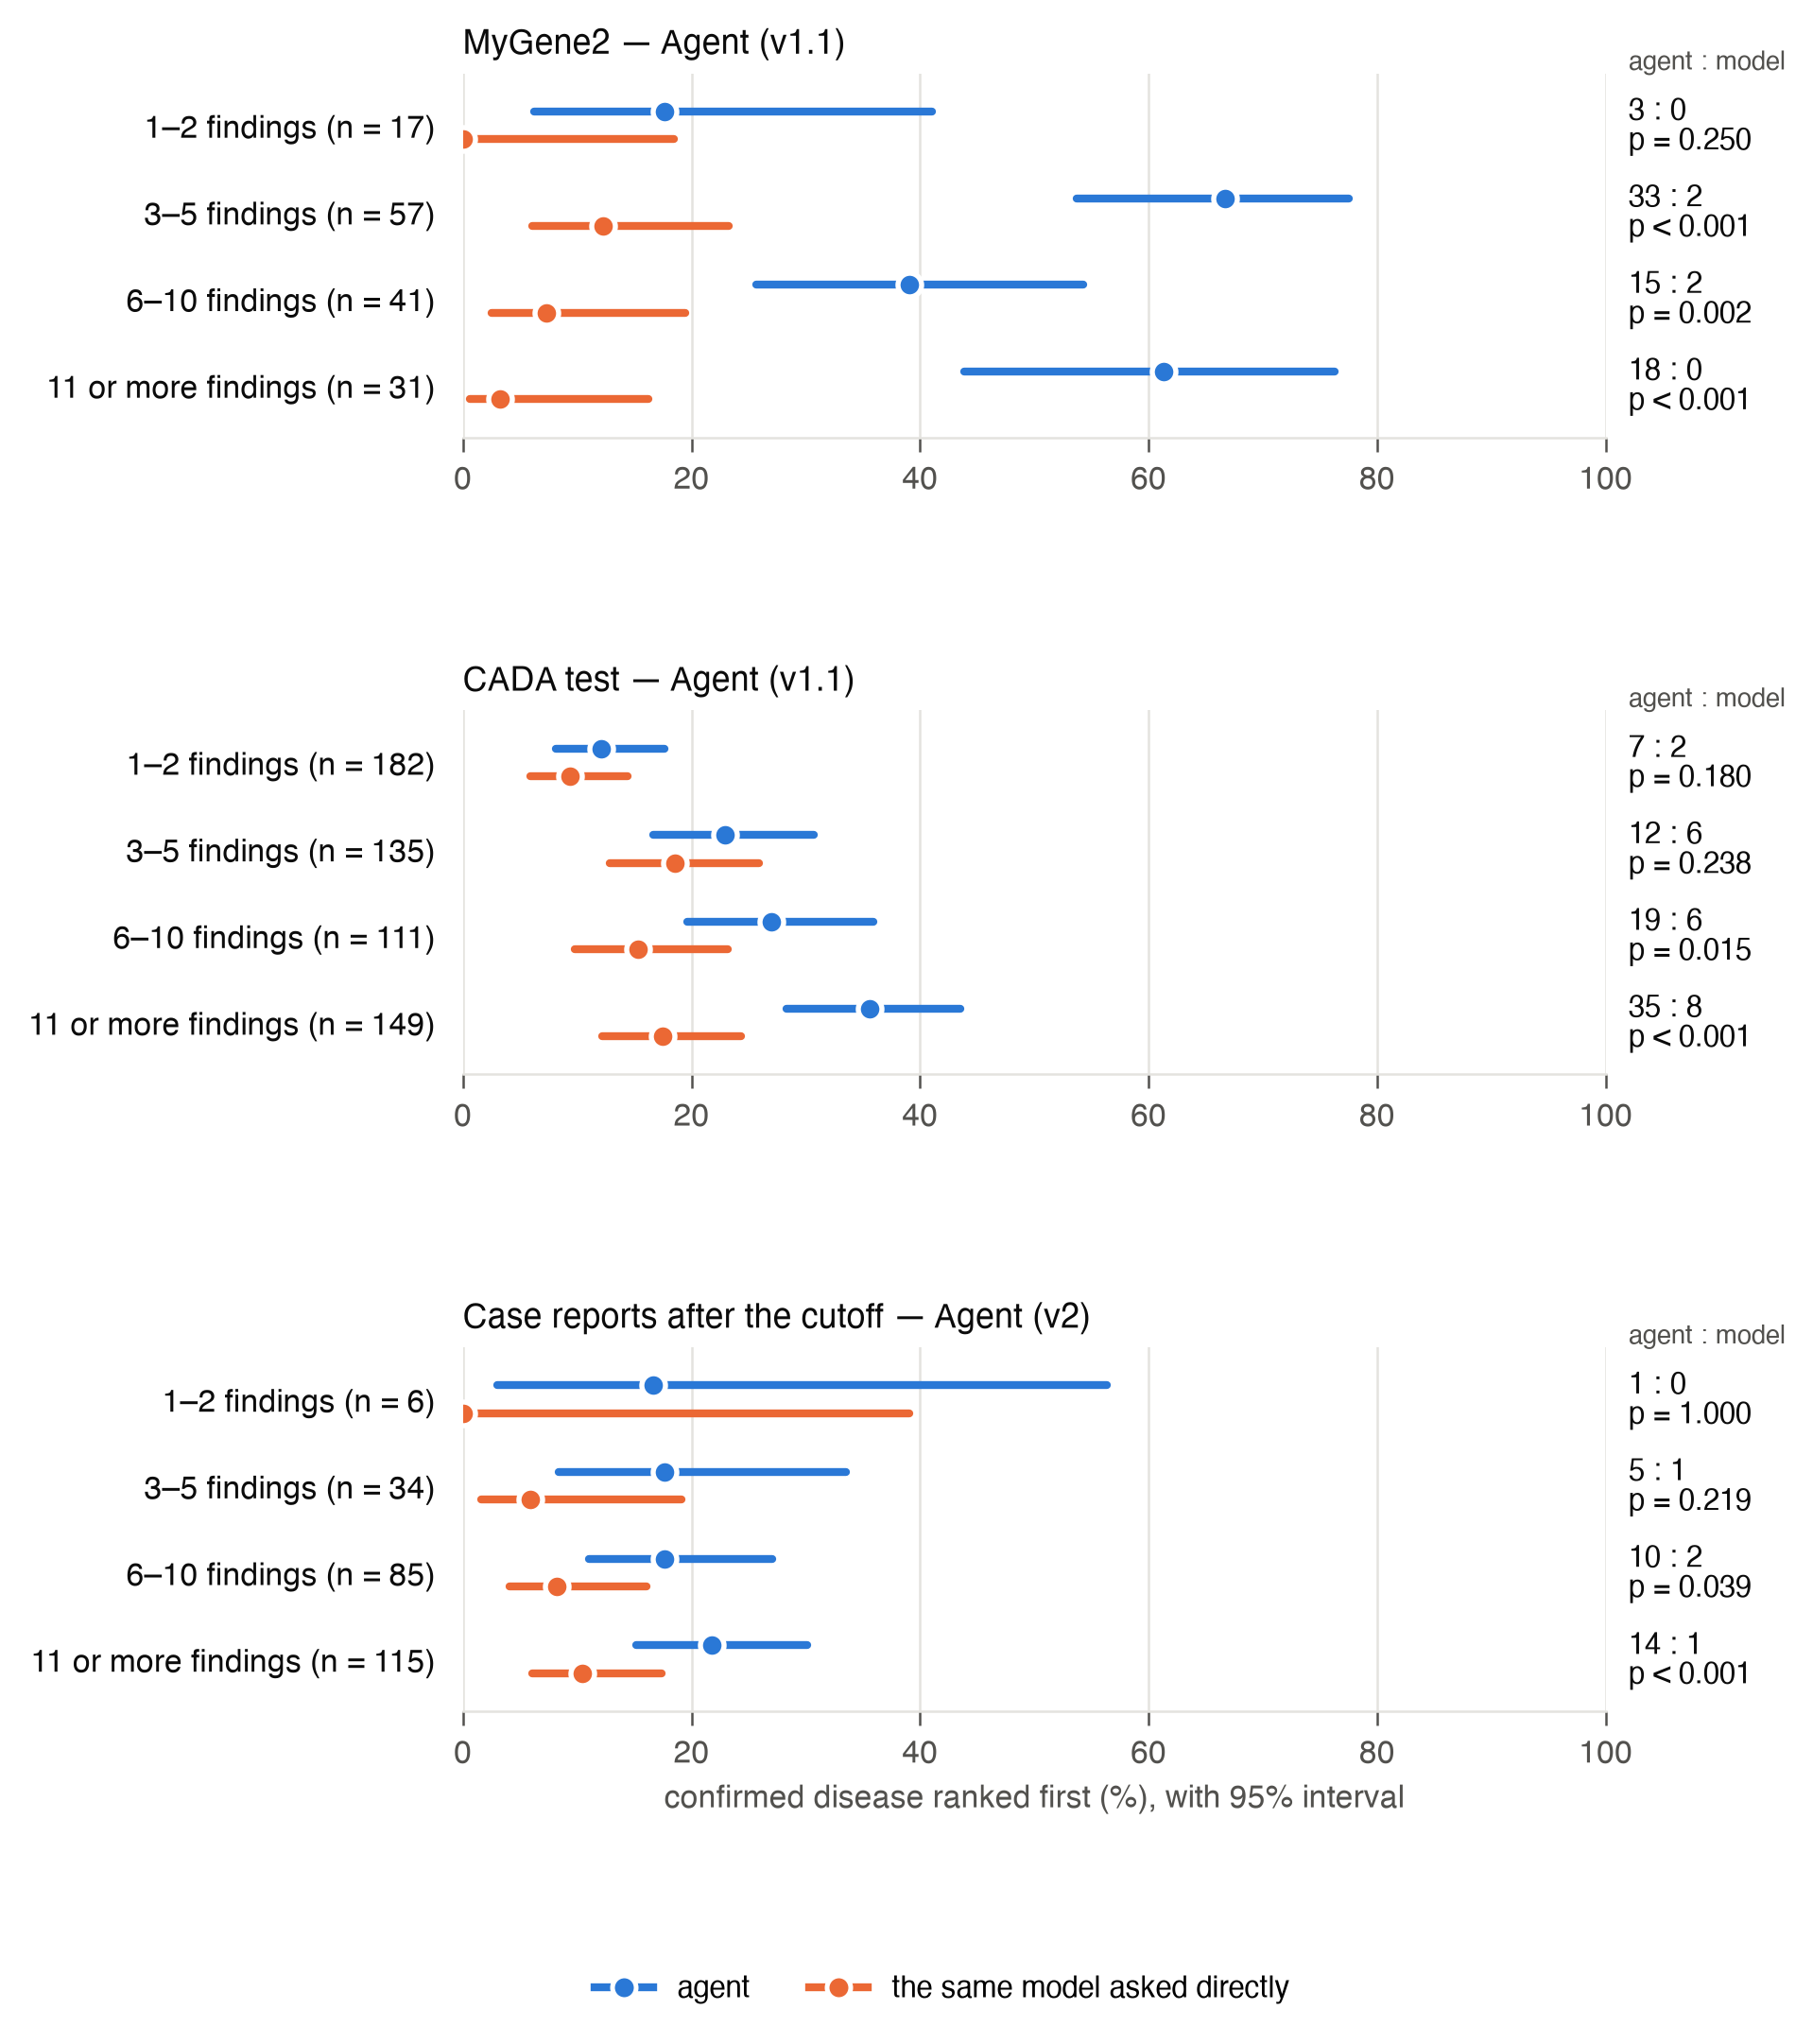 MyGene2 — Agent (v1.1)
agent : model
1–2 findings (n = 17)
3 : 0
p = 0.250
3–5 findings (n = 57)
33 : 2
p < 0.001
6–10 findings (n = 41)
15 : 2
p = 0.002
11 or more findings (n = 31)
18 : 0
p < 0.001
0 20 40 60 80 100
CADA test — Agent (v1.1)
agent : model
1–2 findings (n = 182)
7 : 2
p = 0.180
3–5 findings (n = 135)
12 : 6
p = 0.238
6–10 findings (n = 111)
19 : 6
p = 0.015
11 or more findings (n = 149)
35 : 8
p < 0.001
0 20 40 60 80 100
Case reports after the cutoff — Agent (v2)
agent : model
1–2 findings (n = 6)
1 : 0
p = 1.000
3–5 findings (n = 34)
5 : 1
p = 0.219
6–10 findings (n = 85)
10 : 2
p = 0.039
11 or more findings (n = 115)
14 : 1
p < 0.001
0 20 40 60 80 100
confirmed disease ranked first (%), with 95% interval
agent the same model asked directly